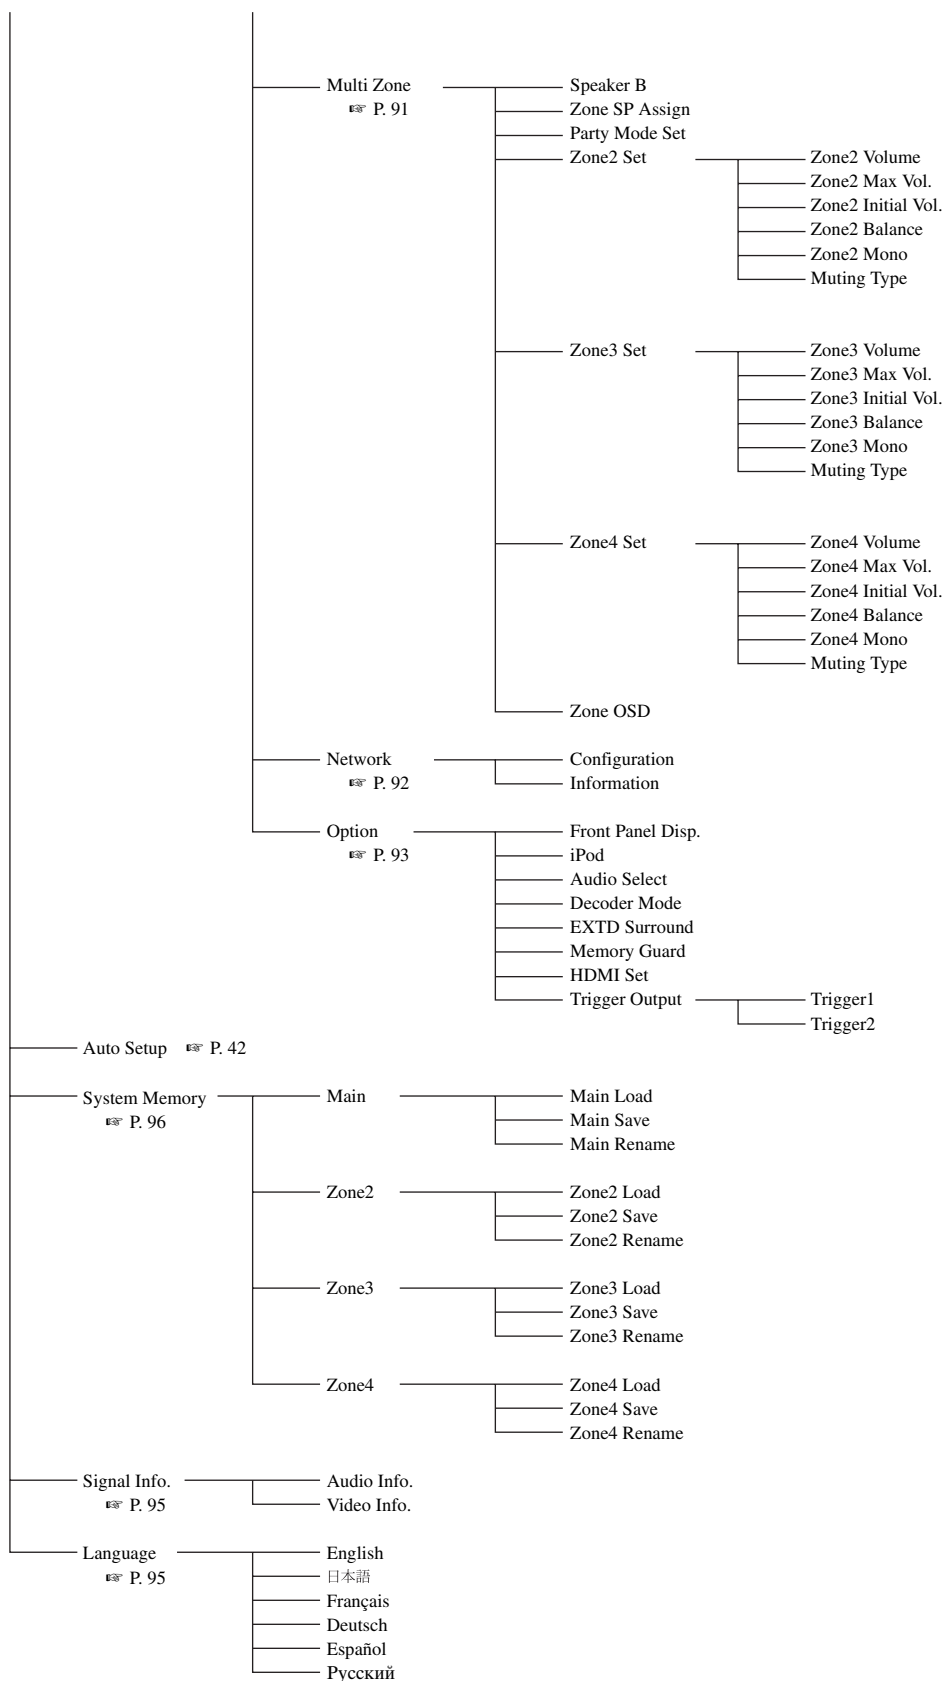 Multi Zone
☞ P. 91
Speaker B
Zone SP Assign
Party Mode Set
Zone2 Set
Zone2 Volume
Zone2 Max Vol.
Zone2 Initial Vol.
Zone2 Balance
Zone2 Mono
Muting Type
Zone3 Set
Zone3 Volume
Zone3 Max Vol.
Zone3 Initial Vol.
Zone3 Balance
Zone3 Mono
Muting Type
Zone4 Set
Zone4 Volume
Zone4 Max Vol.
Zone4 Initial Vol.
Zone4 Balance
Zone4 Mono
Muting Type
Zone OSD
Network
☞ P. 92
Configuration
Information
Option
☞ P. 93
Front Panel Disp.
iPod
Audio Select
Decoder Mode
EXTD Surround
Memory Guard
HDMI Set
Trigger Output
Trigger1
Trigger2
Auto Setup ☞ P. 42
System Memory
☞ P. 96
Main
Main Load
Main Save
Main Rename
Zone2
Zone2 Load
Zone2 Save
Zone2 Rename
Zone3
Zone3 Load
Zone3 Save
Zone3 Rename
Zone4
Zone4 Load
Zone4 Save
Zone4 Rename
Signal Info.
☞ P. 95
Audio Info.
Video Info.
Language
☞ P. 95
English
日本語
Français
Deutsch
Español
Русский